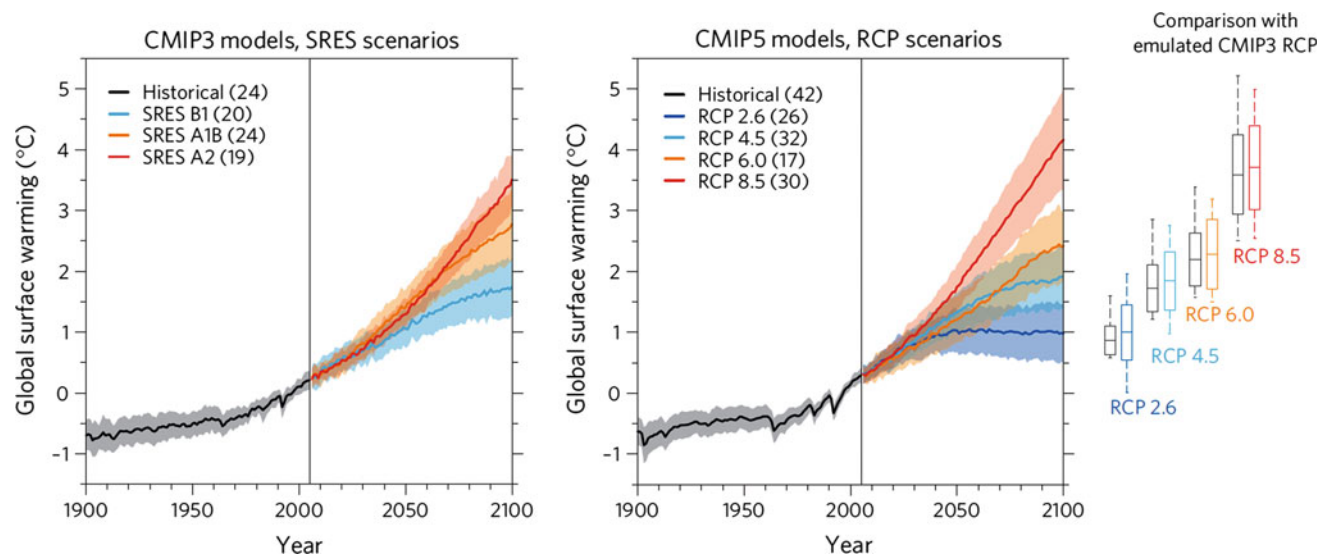 CMIP3 models, SRES scenarios
Global surface warming (°C)
5
4
3
2
1
0
-1
Historical (24)
SRES B1 (20)
SRES A1B (24)
SRES A2 (19)
1900
1950
2000
2050
2100
Year
CMIP5 models, RCP scenarios
Global surface warming (°C)
5
4
3
2
1
0
-1
Historical (42)
RCP 2.6 (26)
RCP 4.5 (32)
RCP 6.0 (17)
RCP 8.5 (30)
1900
1950
2000
2050
2100
Year
Comparison with
emulated CMIP3 RCP
RCP 8.5
RCP 6.0
RCP 4.5
RCP 2.6